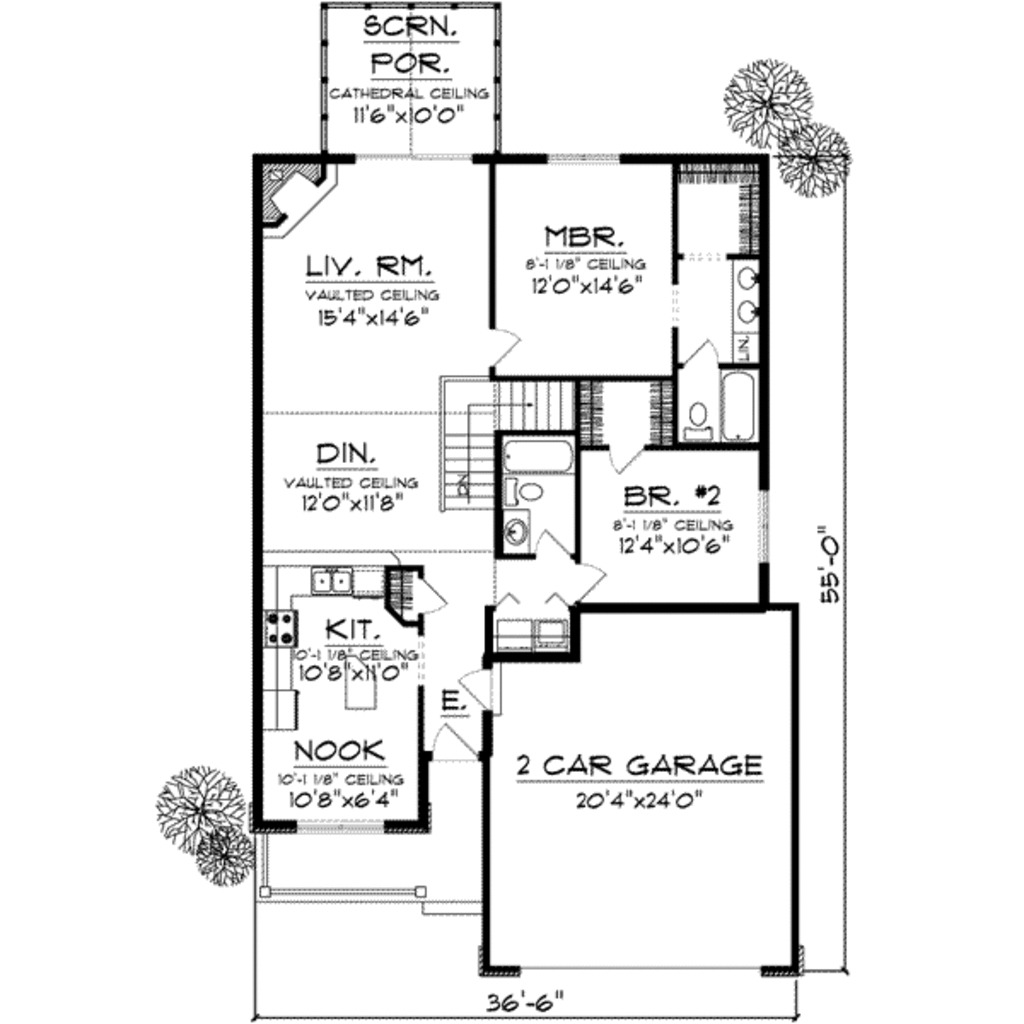 SCRN.
POR.
CATHEDRAL CEILING
11'6"x10'0"
MBR.
8'-1 1/8" CEILING
12'0"x14'6"
LIV. RM.
VAULTED CEILING
15'4"x14'6"
LIN.
DIN.
VAULTED CEILING
12'0"x11'8"
DN
BR. #2
8'-1 1/8" CEILING
12'4"x10'6"
55'-0"
KIT.
10'-1 1/8" CEILING
10'8"x11'0"
E.
NOOK
10'-1 1/8" CEILING
10'8"x6'4"
2 CAR GARAGE
20'4"x24'0"
36'-6"